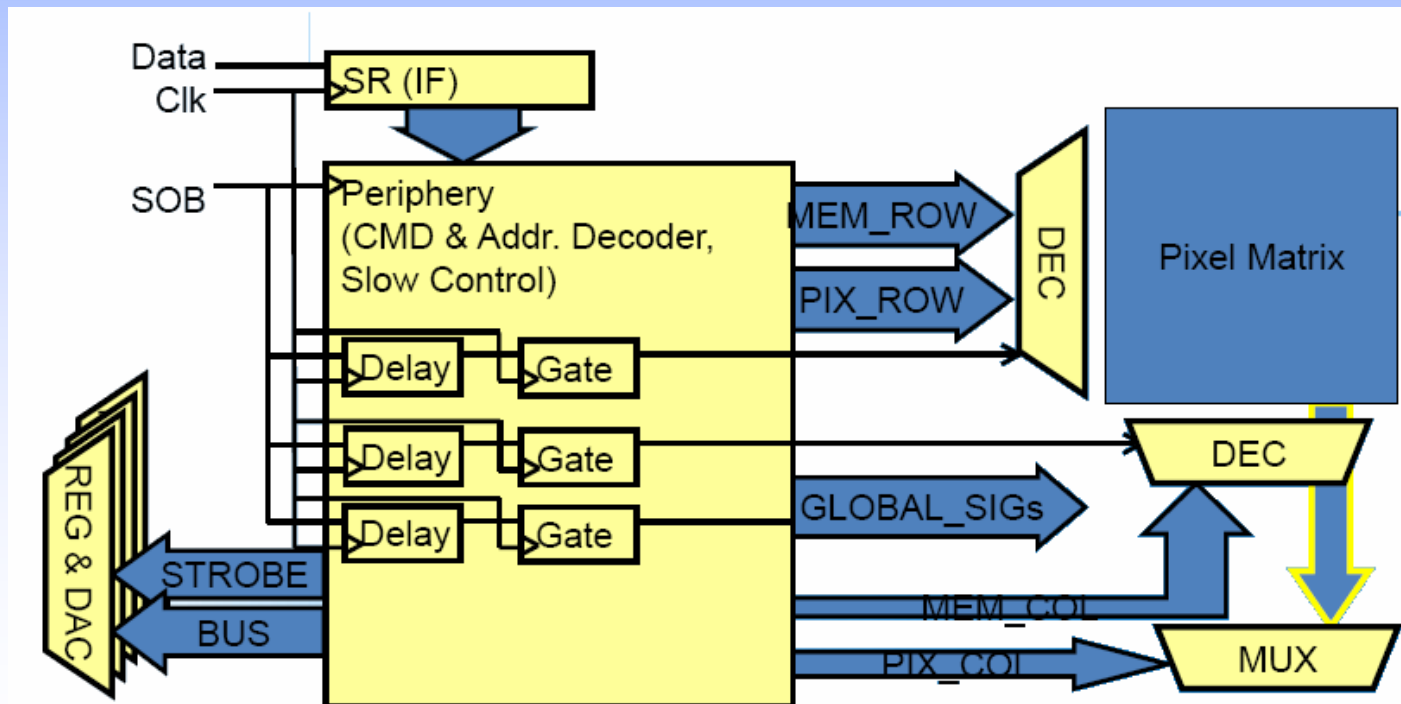 Data
Clk
SR (IF)
SOB
Periphery
(CMD & Addr. Decoder,
Slow Control)
MEM_ROW
PIX_ROW
DEC
Pixel Matrix
Delay
Gate
Delay
Gate
DEC
Delay
Gate
GLOBAL_SIGs
REG & DAC
STROBE
BUS
MEM_COL
PIX_COL
MUX